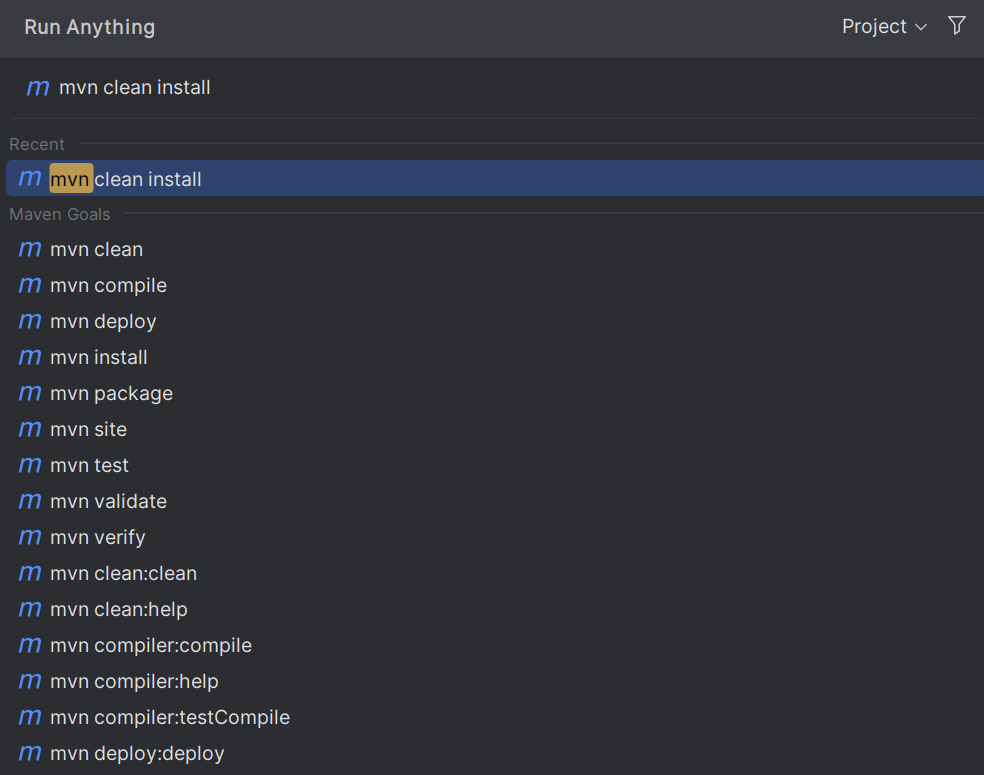 Run Anything Project
m mvn clean install
Recent
m mvn clean install
Maven Goals
m mvn clean
m mvn compile
m mvn deploy
m mvn install
m mvn package
m mvn site
m mvn test
m mvn validate
m mvn verify
m mvn clean:clean
m mvn clean:help
m mvn compiler:compile
m mvn compiler:help
m mvn compiler:testCompile
m mvn deploy:deploy